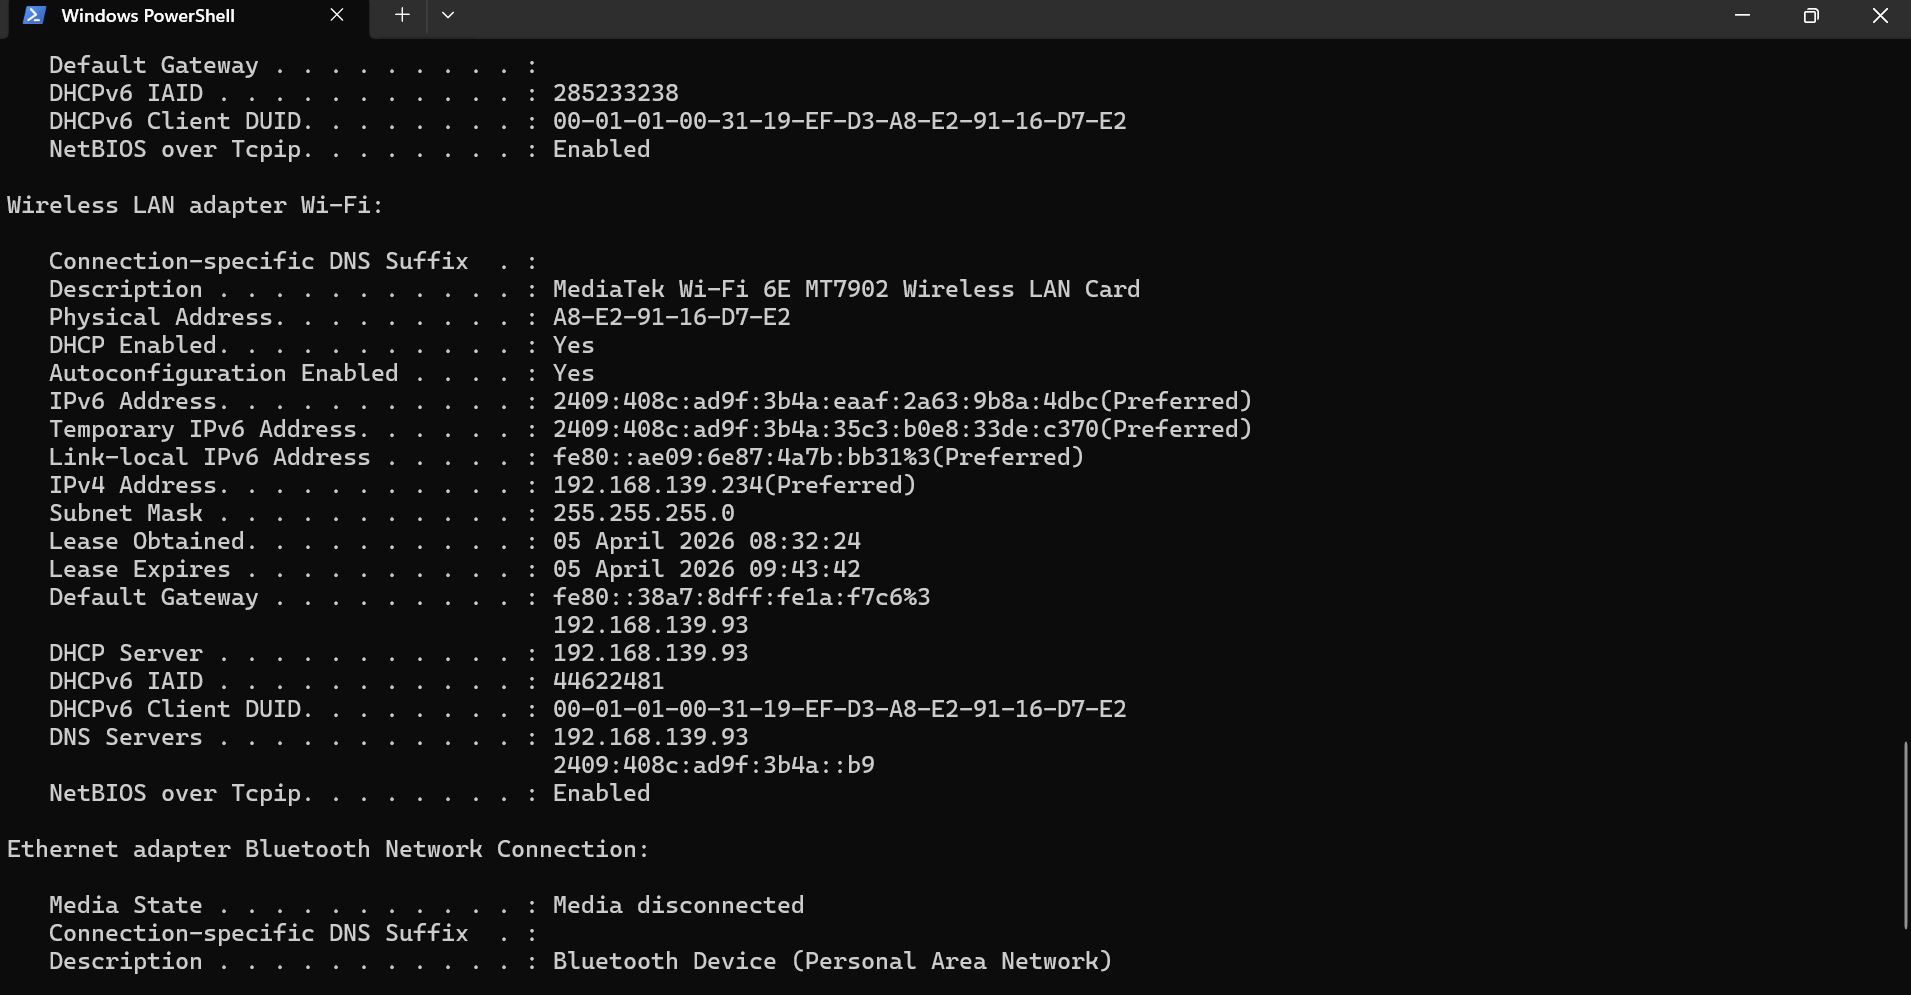 Windows PowerShell
Default Gateway . . . . . . . . . :
DHCPv6 IAID . . . . . . . . . . . : 285233238
DHCPv6 Client DUID. . . . . . . . : 00-01-01-00-31-19-EF-D3-A8-E2-91-16-D7-E2
NetBIOS over Tcpip. . . . . . . . : Enabled
Wireless LAN adapter Wi-Fi:
Connection-specific DNS Suffix  . :
Description . . . . . . . . . . . : MediaTek Wi-Fi 6E MT7902 Wireless LAN Card
Physical Address. . . . . . . . . : A8-E2-91-16-D7-E2
DHCP Enabled. . . . . . . . . . . : Yes
Autoconfiguration Enabled . . . . : Yes
IPv6 Address. . . . . . . . . . . : 2409:408c:ad9f:3b4a:eaaf:2a63:9b8a:4dbc(Preferred)
Temporary IPv6 Address. . . . . . : 2409:408c:ad9f:3b4a:35c3:b0e8:33de:c370(Preferred)
Link-local IPv6 Address . . . . . : fe80::ae09:6e87:4a7b:bb31%3(Preferred)
IPv4 Address. . . . . . . . . . . : 192.168.139.234(Preferred)
Subnet Mask . . . . . . . . . . . : 255.255.255.0
Lease Obtained. . . . . . . . . . : 05 April 2026 08:32:24
Lease Expires . . . . . . . . . . : 05 April 2026 09:43:42
Default Gateway . . . . . . . . . : fe80::38a7:8dff:fe1a:f7c6%3
192.168.139.93
DHCP Server . . . . . . . . . . . : 192.168.139.93
DHCPv6 IAID . . . . . . . . . . . : 44622481
DHCPv6 Client DUID. . . . . . . . : 00-01-01-00-31-19-EF-D3-A8-E2-91-16-D7-E2
DNS Servers . . . . . . . . . . . : 192.168.139.93
2409:408c:ad9f:3b4a::b9
NetBIOS over Tcpip. . . . . . . . : Enabled
Ethernet adapter Bluetooth Network Connection:
Media State . . . . . . . . . . . : Media disconnected
Connection-specific DNS Suffix  . :
Description . . . . . . . . . . . : Bluetooth Device (Personal Area Network)